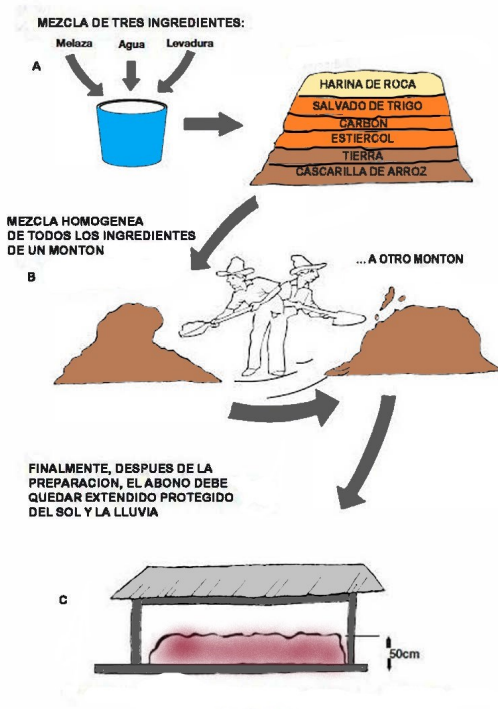 MEZCLA DE TRES INGREDIENTES:
Melaza Agua Levadura
A
HARINA DE ROCA
SALVADO DE TRIGO
CARBON
ESTIERCOL
TIERRA
CASCARILLA DE ARROZ
MEZCLA HOMOGENEA
DE TODOS LOS INGREDIENTES
DE UN MONTON
... A OTRO MONTON
B
FINALMENTE, DESPUES DE LA
PREPARACION, EL ABONO DEBE
QUEDAR EXTENDIDO PROTEGIDO
DEL SOL Y LA LLUVIA
C
50cm